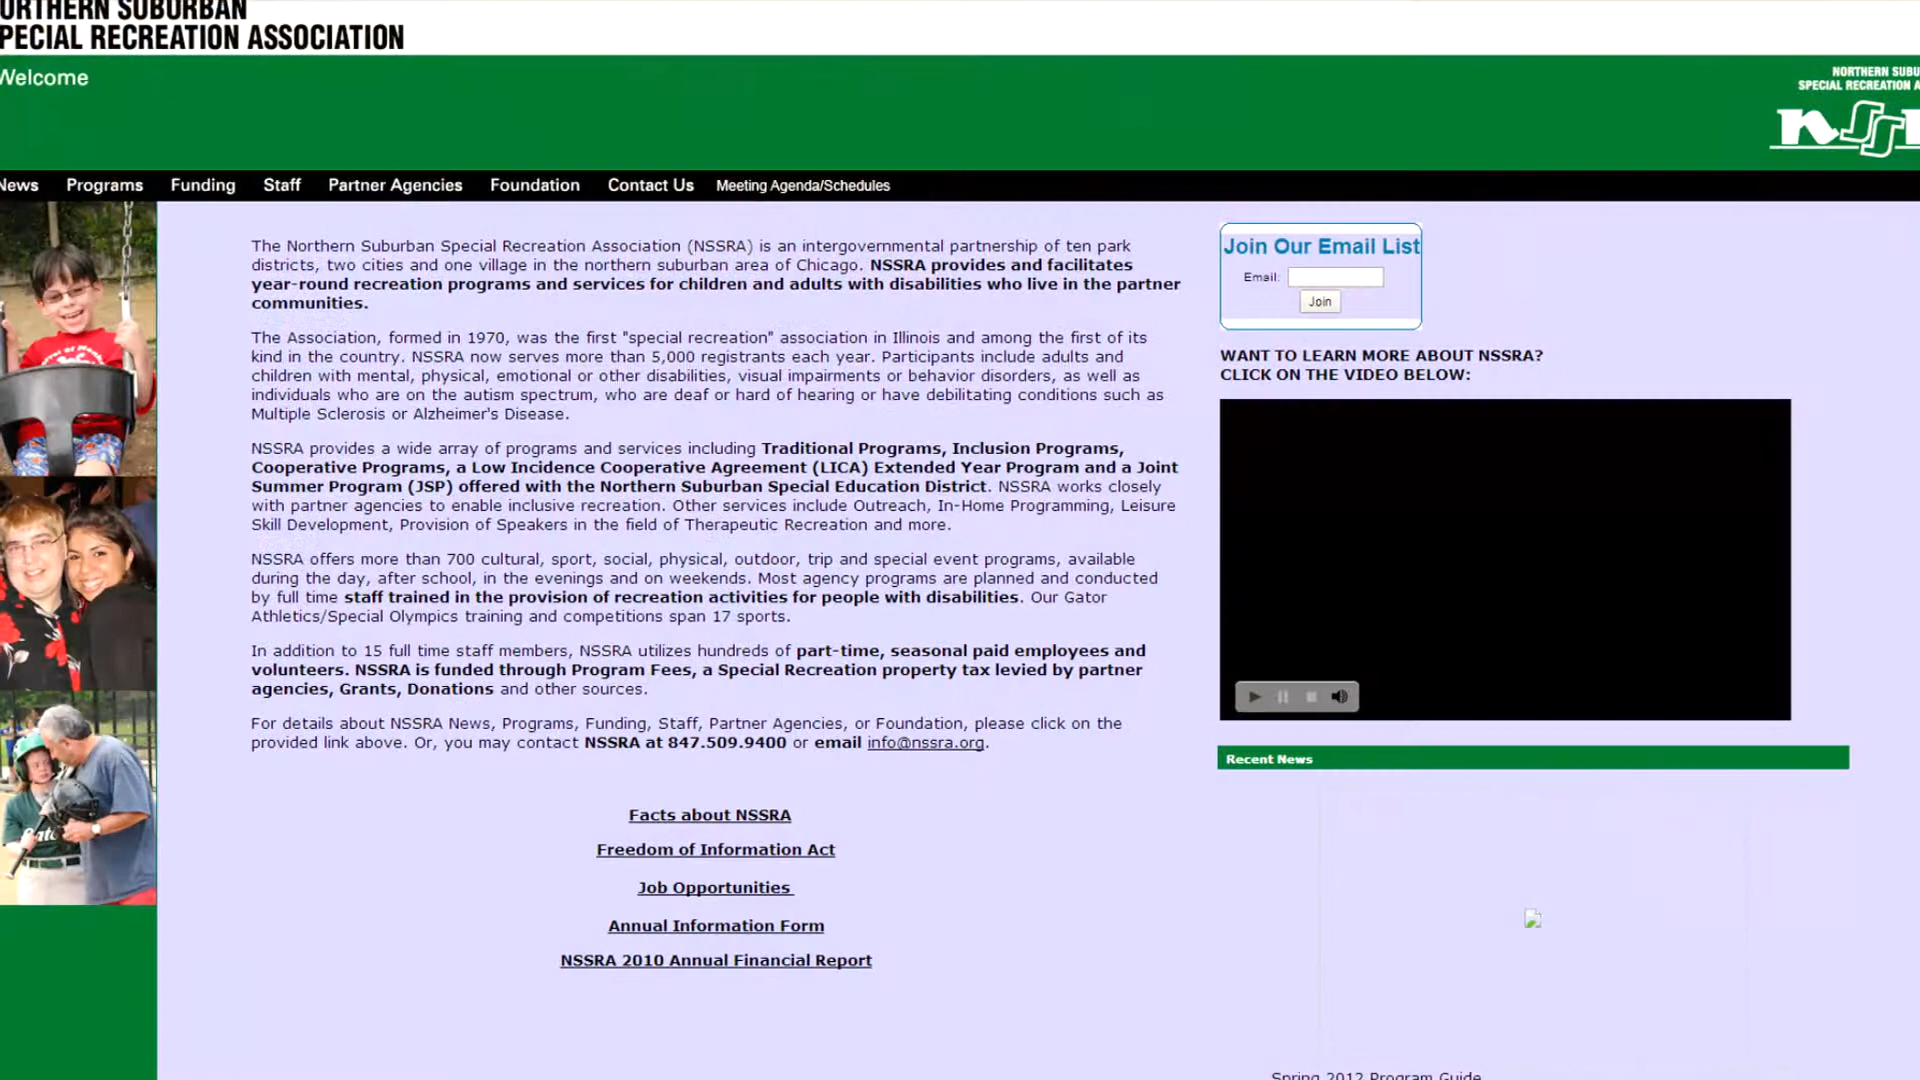 ORTHERN SUBURBAN
PECIAL RECREATION ASSOCIATION
Welcome
NORTHERN SUBU
SPECIAL RECREATION A
nss
News Programs Funding Staff Partner Agencies Foundation Contact Us Meeting Agenda/Schedules
The Northern Suburban Special Recreation Association (NSSRA) is an intergovernmental partnership of ten park
districts, two cities and one village in the northern suburban area of Chicago. NSSRA provides and facilitates
year-round recreation programs and services for children and adults with disabilities who live in the partner
communities.
The Association, formed in 1970, was the first "special recreation" association in Illinois and among the first of its
kind in the country. NSSRA now serves more than 5,000 registrants each year. Participants include adults and
children with mental, physical, emotional or other disabilities, visual impairments or behavior disorders, as well as
individuals who are on the autism spectrum, who are deaf or hard of hearing or have debilitating conditions such as
Multiple Sclerosis or Alzheimer's Disease.
NSSRA provides a wide array of programs and services including Traditional Programs, Inclusion Programs,
Cooperative Programs, a Low Incidence Cooperative Agreement (LICA) Extended Year Program and a Joint
Summer Program (JSP) offered with the Northern Suburban Special Education District. NSSRA works closely
with partner agencies to enable inclusive recreation. Other services include Outreach, In-Home Programming, Leisure
Skill Development, Provision of Speakers in the field of Therapeutic Recreation and more.
NSSRA offers more than 700 cultural, sport, social, physical, outdoor, trip and special event programs, available
during the day, after school, in the evenings and on weekends. Most agency programs are planned and conducted
by full time staff trained in the provision of recreation activities for people with disabilities. Our Gator
Athletics/Special Olympics training and competitions span 17 sports.
In addition to 15 full time staff members, NSSRA utilizes hundreds of part-time, seasonal paid employees and
volunteers. NSSRA is funded through Program Fees, a Special Recreation property tax levied by partner
agencies, Grants, Donations and other sources.
For details about NSSRA News, Programs, Funding, Staff, Partner Agencies, or Foundation, please click on the
provided link above. Or, you may contact NSSRA at 847.509.9400 or email info@nssra.org.
Facts about NSSRA
Freedom of Information Act
Job Opportunities
Annual Information Form
NSSRA 2010 Annual Financial Report
Join Our Email List
Email:
Join
WANT TO LEARN MORE ABOUT NSSRA?
CLICK ON THE VIDEO BELOW:
Recent News
Spring 2012 Program Guide